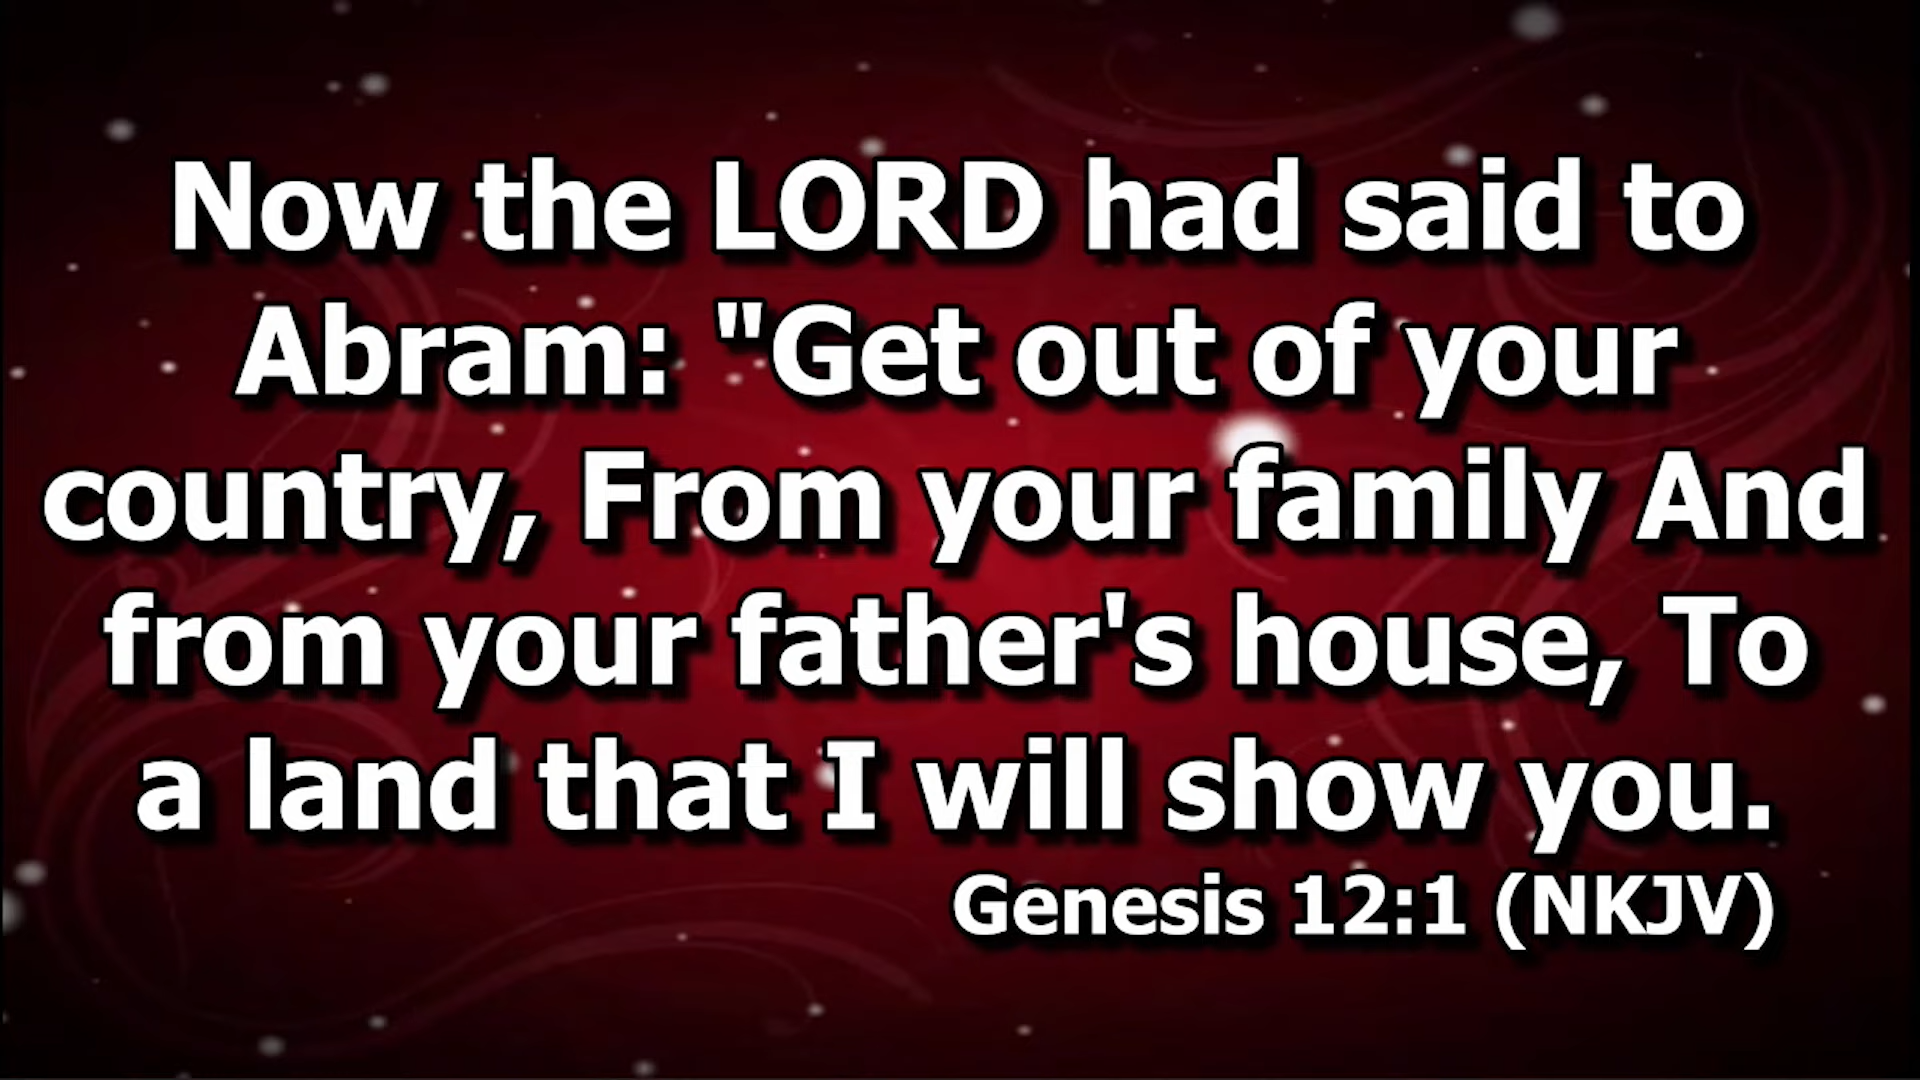 Now the LORD had said to
Abram: "Get out of your
country, From your family And
from your father's house, To
a land that I will show you.
Genesis 12:1 (NKJV)